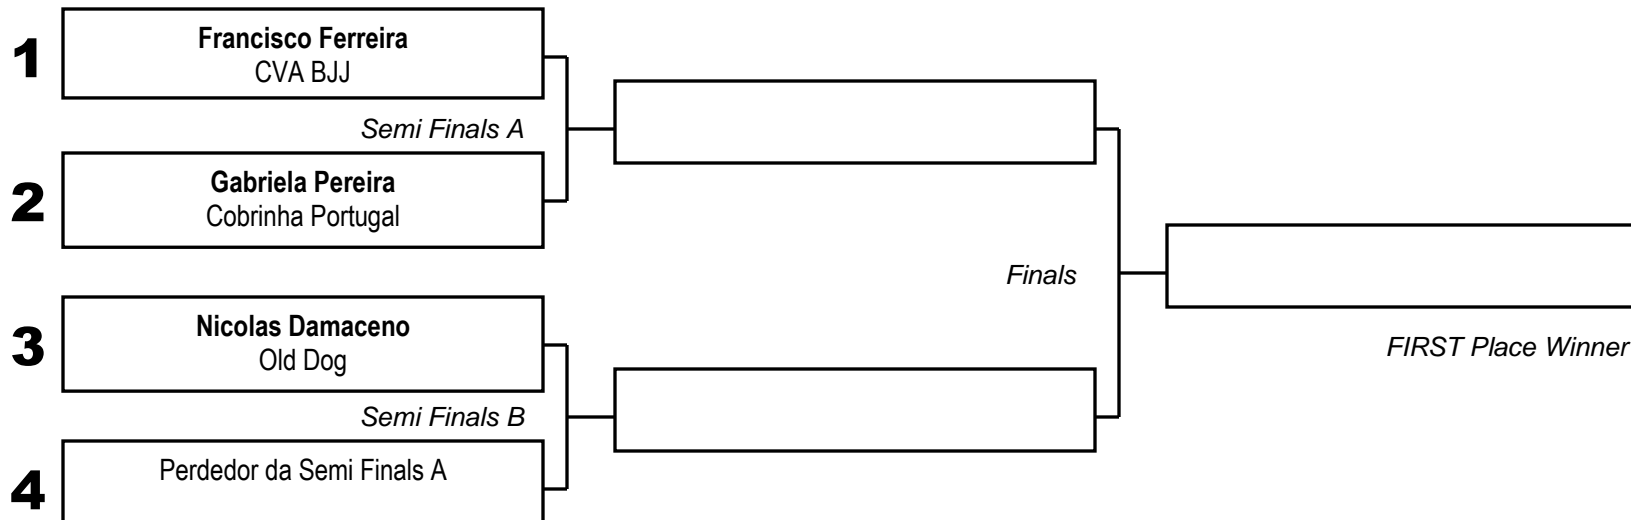 1
Francisco Ferreira
CVA BJJ
Semi Finals A
2
Gabriela Pereira
Cobrinha Portugal
Finals
3
Nicolas Damaceno
Old Dog
FIRST Place Winner
Semi Finals B
4
Perdedor da Semi Finals A